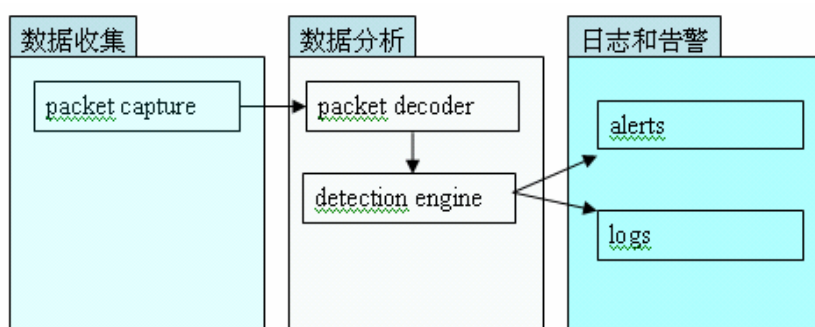 数据收集
packet capture
数据分析
packet decoder
detection engine
日志和告警
alerts
logs